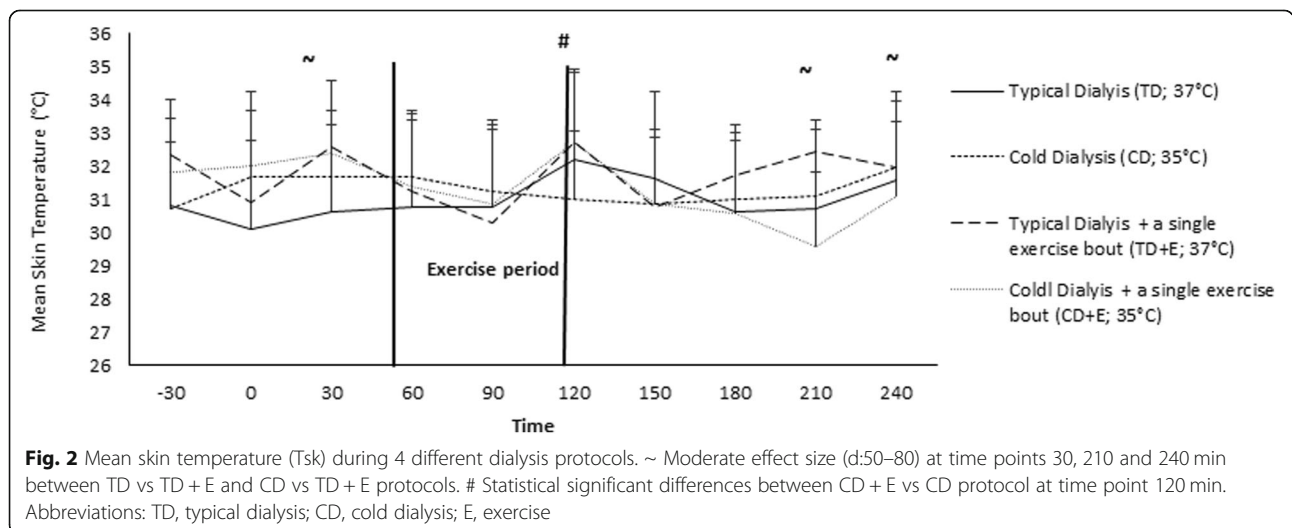 36
35
34
33
32
31
30
29
28
27
26
Mean Skin Temperature (°C)
~
#
~
~
Exercise period
-30 0 30 60 90 120 150 180 210 240
Time
Typical Dialyis (TD; 37°C)
Cold Dialysis (CD; 35°C)
Typical Dialyis + a single
exercise bout (TD+E; 37°C)
Coldl Dialyis + a single exercise
bout (CD+E; 35°C)
Fig. 2 Mean skin temperature (Tsk) during 4 different dialysis protocols. ~ Moderate effect size (d:50–80) at time points 30, 210 and 240 min
between TD vs TD + E and CD vs TD + E protocols. # Statistical significant differences between CD + E vs CD protocol at time point 120 min.
Abbreviations: TD, typical dialysis; CD, cold dialysis; E, exercise